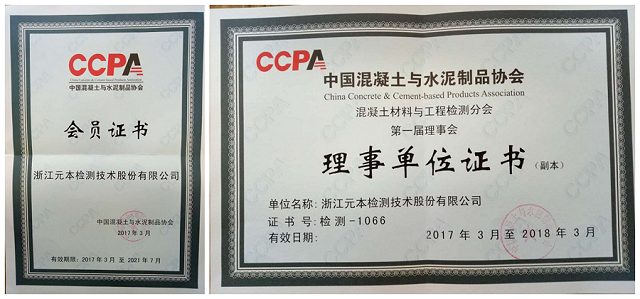 CCPA
China Concrete & Cement-based Products Association
中国混凝土与水泥制品协会
会员证书
浙江元本检测技术股份有限公司
中国混凝土与水泥制品协会
2017年3月
有效期限：2017年3月 至 2021年7月
CCPA
中国混凝土与水泥制品协会
China Concrete & Cement-based Products Association
混凝土材料与工程检测分会
第一届理事会
理事单位证书（副本）
单位名称：浙江元本检测技术股份有限公司
证 书 号：检测-1066
有效日期： 2017年3月至2018年3月